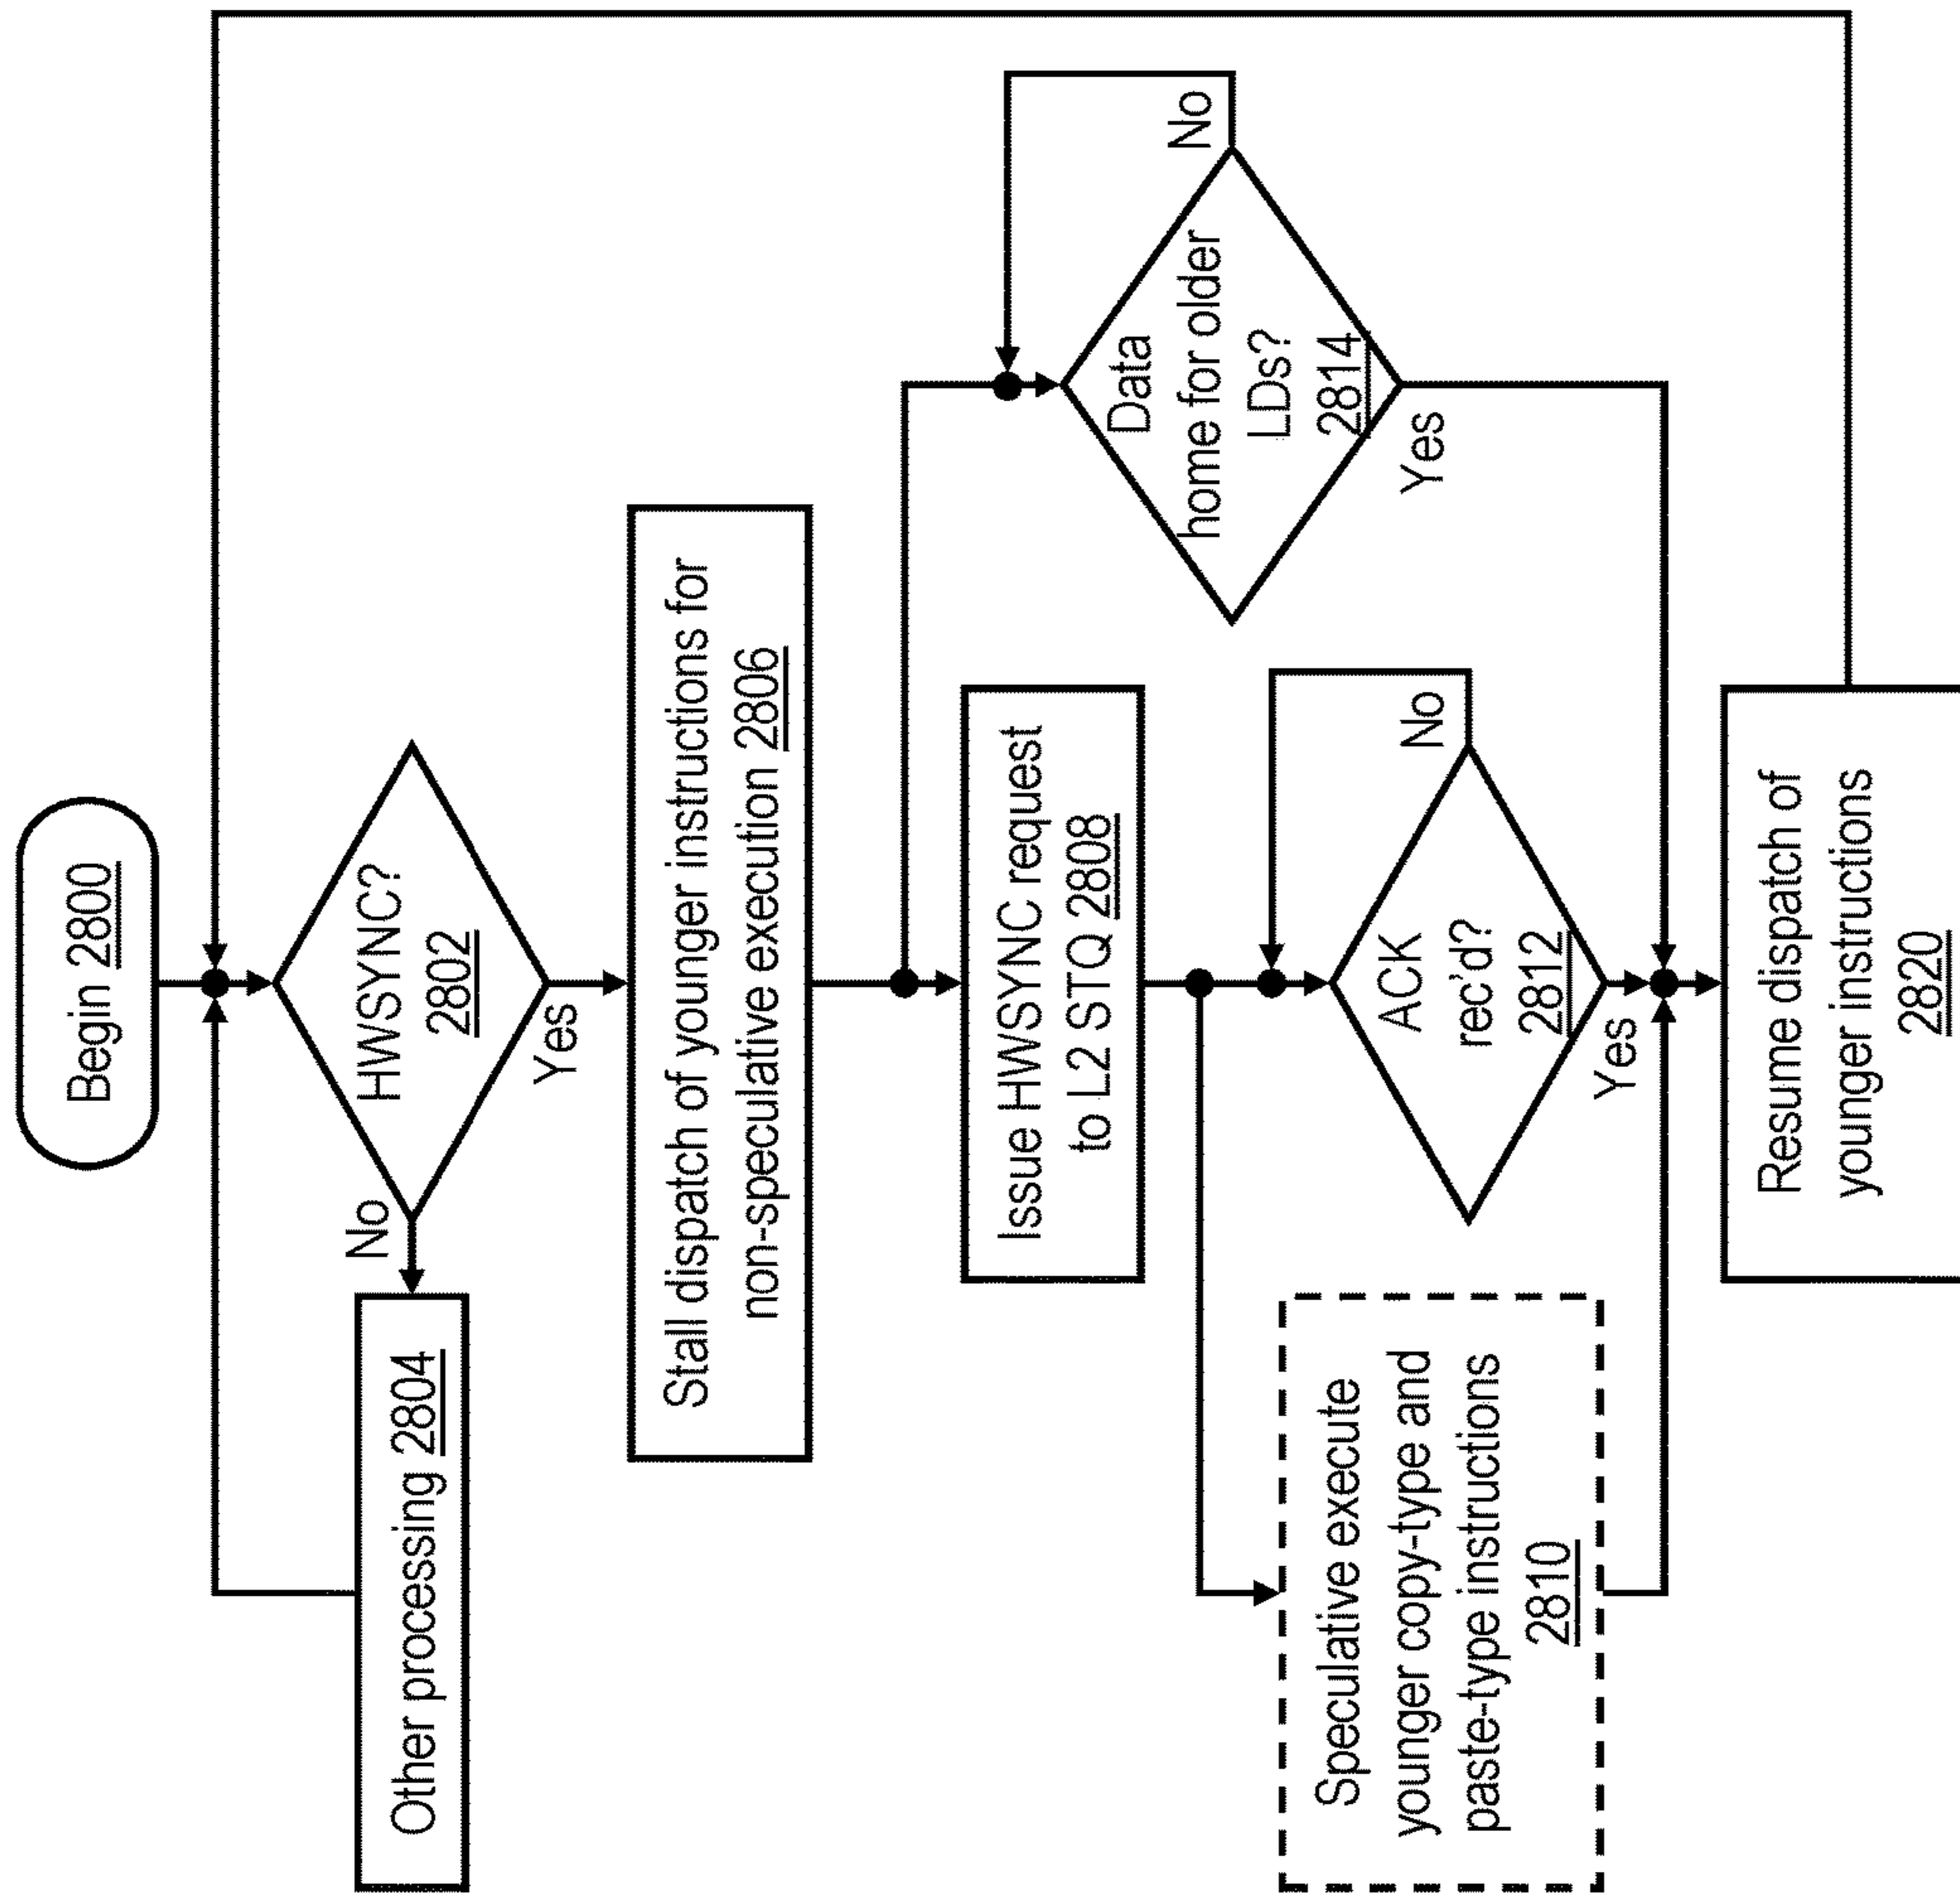 Begin 2800
HWSYNC?
2802
No
Yes
Other processing 2804
Stall dispatch of younger instructions for
non-speculative execution 2806
Issue HWSYNC request
to L2 STQ 2808
Data
home for older
LDs?
2814
No
Yes
Speculative execute
younger copy-type and
paste-type instructions
2810
ACK
rec'd?
2812
No
Yes
Resume dispatch of
younger instructions
2820